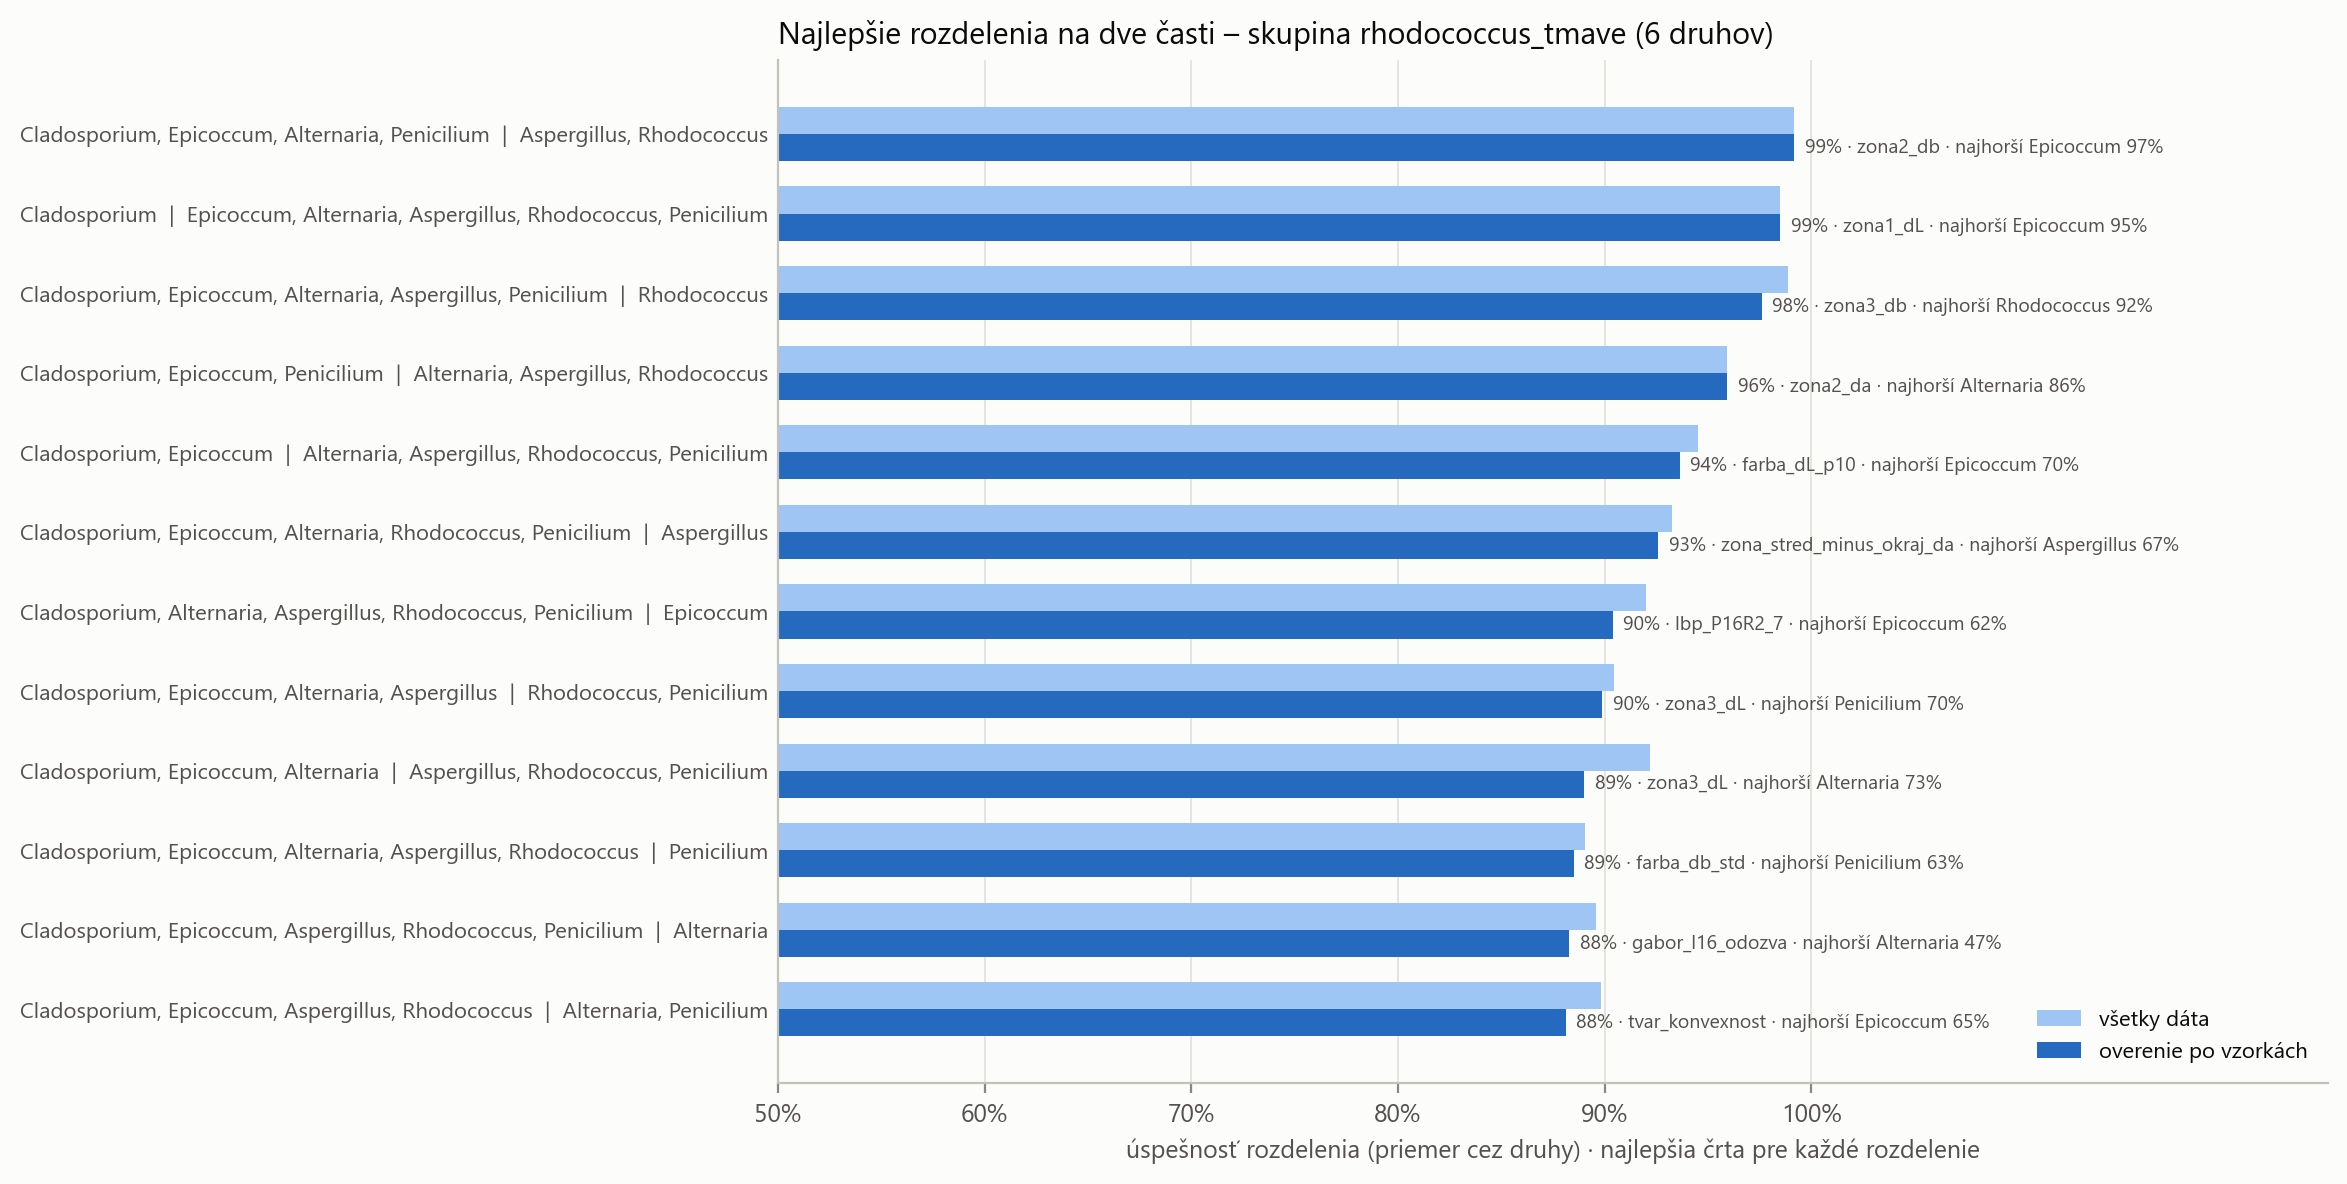 Najlepšie rozdelenia na dve časti – skupina rhodococcus_tmave (6 druhov)
Cladosporium, Epicoccum, Alternaria, Penicilium | Aspergillus, Rhodococcus
99% · zona2_db · najhorší Epicoccum 97%
Cladosporium | Epicoccum, Alternaria, Aspergillus, Rhodococcus, Penicilium
99% · zona1_dL · najhorší Epicoccum 95%
Cladosporium, Epicoccum, Alternaria, Aspergillus, Penicilium | Rhodococcus
98% · zona3_db · najhorší Rhodococcus 92%
Cladosporium, Epicoccum, Penicilium | Alternaria, Aspergillus, Rhodococcus
96% · zona2_da · najhorší Alternaria 86%
Cladosporium, Epicoccum | Alternaria, Aspergillus, Rhodococcus, Penicilium
94% · farba_dL_p10 · najhorší Epicoccum 70%
Cladosporium, Epicoccum, Alternaria, Rhodococcus, Penicilium | Aspergillus
93% · zona_stred_minus_okraj_da · najhorší Aspergillus 67%
Cladosporium, Alternaria, Aspergillus, Rhodococcus, Penicilium | Epicoccum
90% · lbp_P16R2_7 · najhorší Epicoccum 62%
Cladosporium, Epicoccum, Alternaria, Aspergillus | Rhodococcus, Penicilium
90% · zona3_dL · najhorší Penicilium 70%
Cladosporium, Epicoccum, Alternaria | Aspergillus, Rhodococcus, Penicilium
89% · zona3_dL · najhorší Alternaria 73%
Cladosporium, Epicoccum, Alternaria, Aspergillus, Rhodococcus | Penicilium
89% · farba_db_std · najhorší Penicilium 63%
Cladosporium, Epicoccum, Aspergillus, Rhodococcus, Penicilium | Alternaria
88% · gabor_l16_odozva · najhorší Alternaria 47%
Cladosporium, Epicoccum, Aspergillus, Rhodococcus | Alternaria, Penicilium
88% · tvar_konvexnost · najhorší Epicoccum 65%
všetky dáta
overenie po vzorkách
50% 60% 70% 80% 90% 100%
úspešnosť rozdelenia (priemer cez druhy) · najlepšia črta pre každé rozdelenie